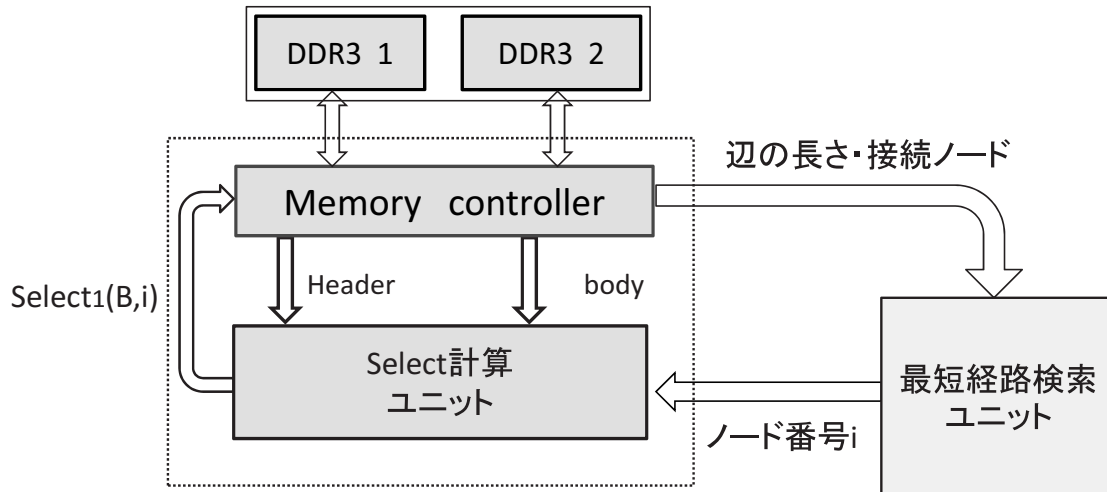 DDR3 1
DDR3 2
辺の長さ・接続ノード
Memory controller
Header
body
Select1(B,i)
Select計算
ユニット
最短経路検索
ユニット
ノード番号i